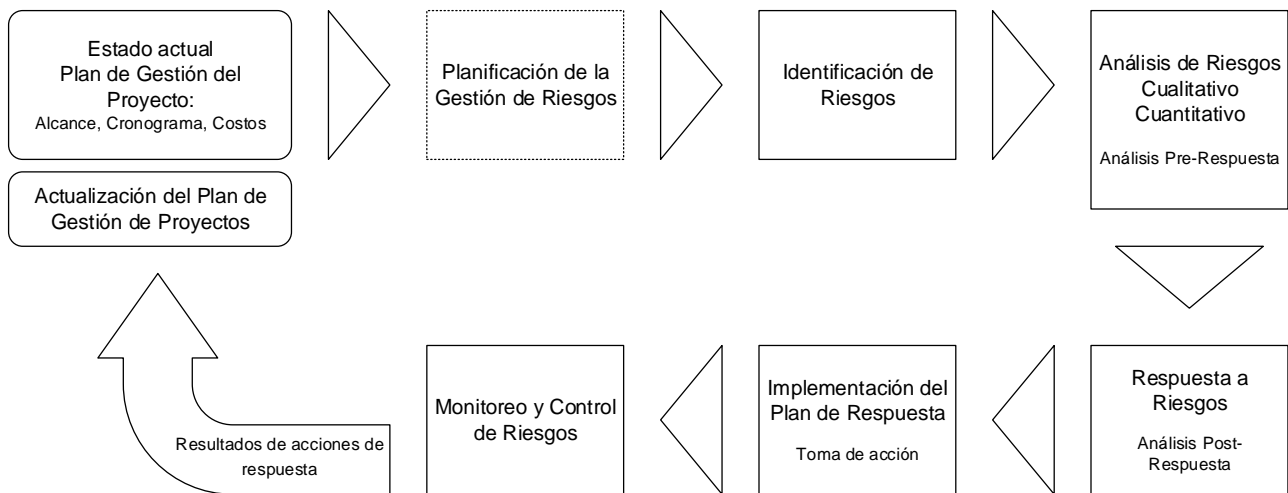 Estado actual
Plan de Gestión del
Proyecto:
Alcance, Cronograma, Costos
Actualización del Plan de
Gestión de Proyectos
Planificación de la
Gestión de Riesgos
Identificación de
Riesgos
Análisis de Riesgos
Cualitativo
Cuantitativo
Análisis Pre-Respuesta
Respuesta a
Riesgos
Análisis Post-
Respuesta
Implementación del
Plan de Respuesta
Toma de acción
Monitoreo y Control
de Riesgos
Resultados de acciones de
respuesta